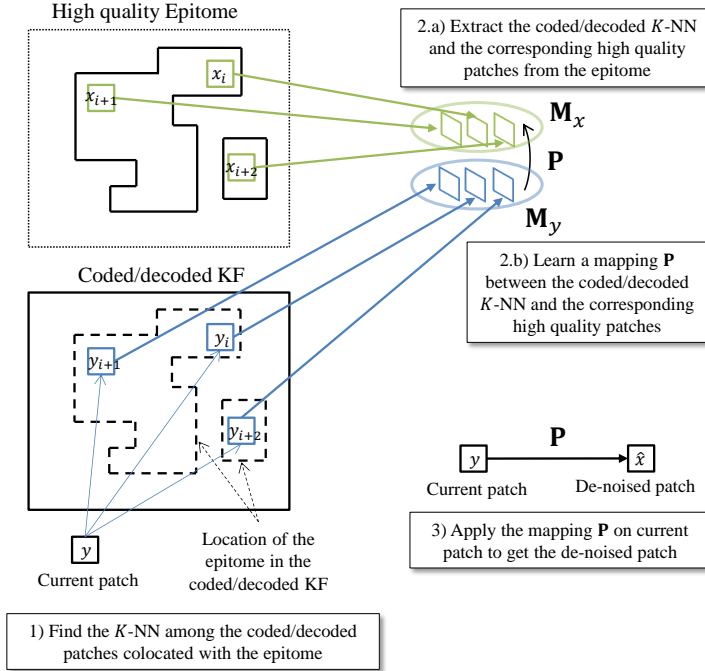 High quality Epitome
x_i
x_{i+1}
x_{i+2}
2.a) Extract the coded/decoded K-NN
and the corresponding high quality
patches from the epitome
M_x
P
M_y
2.b) Learn a mapping P
between the coded/decoded
K-NN and the corresponding
high quality patches
Coded/decoded KF
y_i
y_{i+1}
y_{i+2}
y
Current patch
Location of the
epitome in the
coded/decoded KF
P
y
x̂
Current patch
De-noised patch
3) Apply the mapping P on current
patch to get the de-noised patch
1) Find the K-NN among the coded/decoded
patches colocated with the epitome